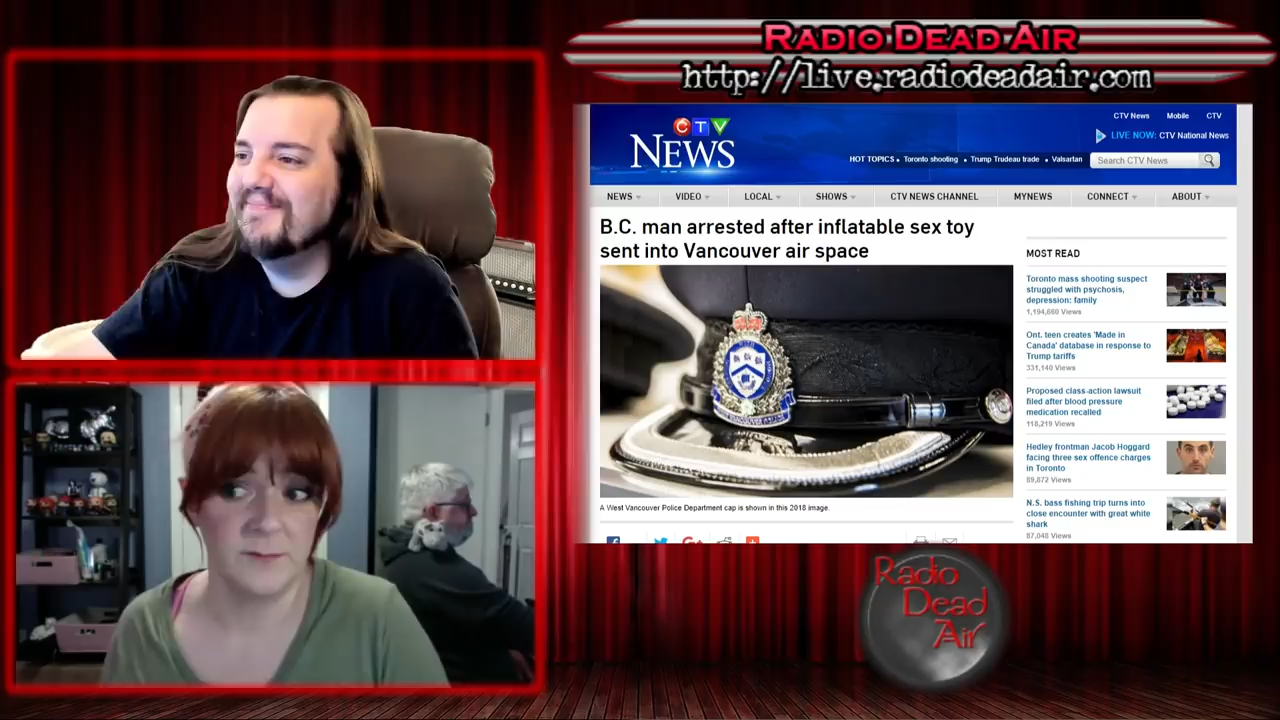 RADIO DEAD AIR
http://live.radiodeadair.com
CTV News
Mobile
CTV
CTV
NEWS
LIVE NOW: CTV National News
HOT TOPICS • Toronto shooting • Trump Trudeau trade • Valsartan
Search CTV News
NEWS VIDEO LOCAL SHOWS CTV NEWS CHANNEL MYNEWS CONNECT ABOUT
B.C. man arrested after inflatable sex toy
sent into Vancouver air space
A West Vancouver Police Department cap is shown in this 2018 image.
MOST READ
Toronto mass shooting suspect
struggled with psychosis,
depression: family
1,194,660 Views
Ont. teen creates 'Made in
Canada' database in response to
Trump tariffs
331,140 Views
Proposed class-action lawsuit
filed after blood pressure
medication recalled
118,219 Views
Hedley frontman Jacob Hoggard
facing three sex offence charges
in Toronto
89,872 Views
N.S. bass fishing trip turns into
close encounter with great white
shark
87,048 Views
Radio
Dead
Air